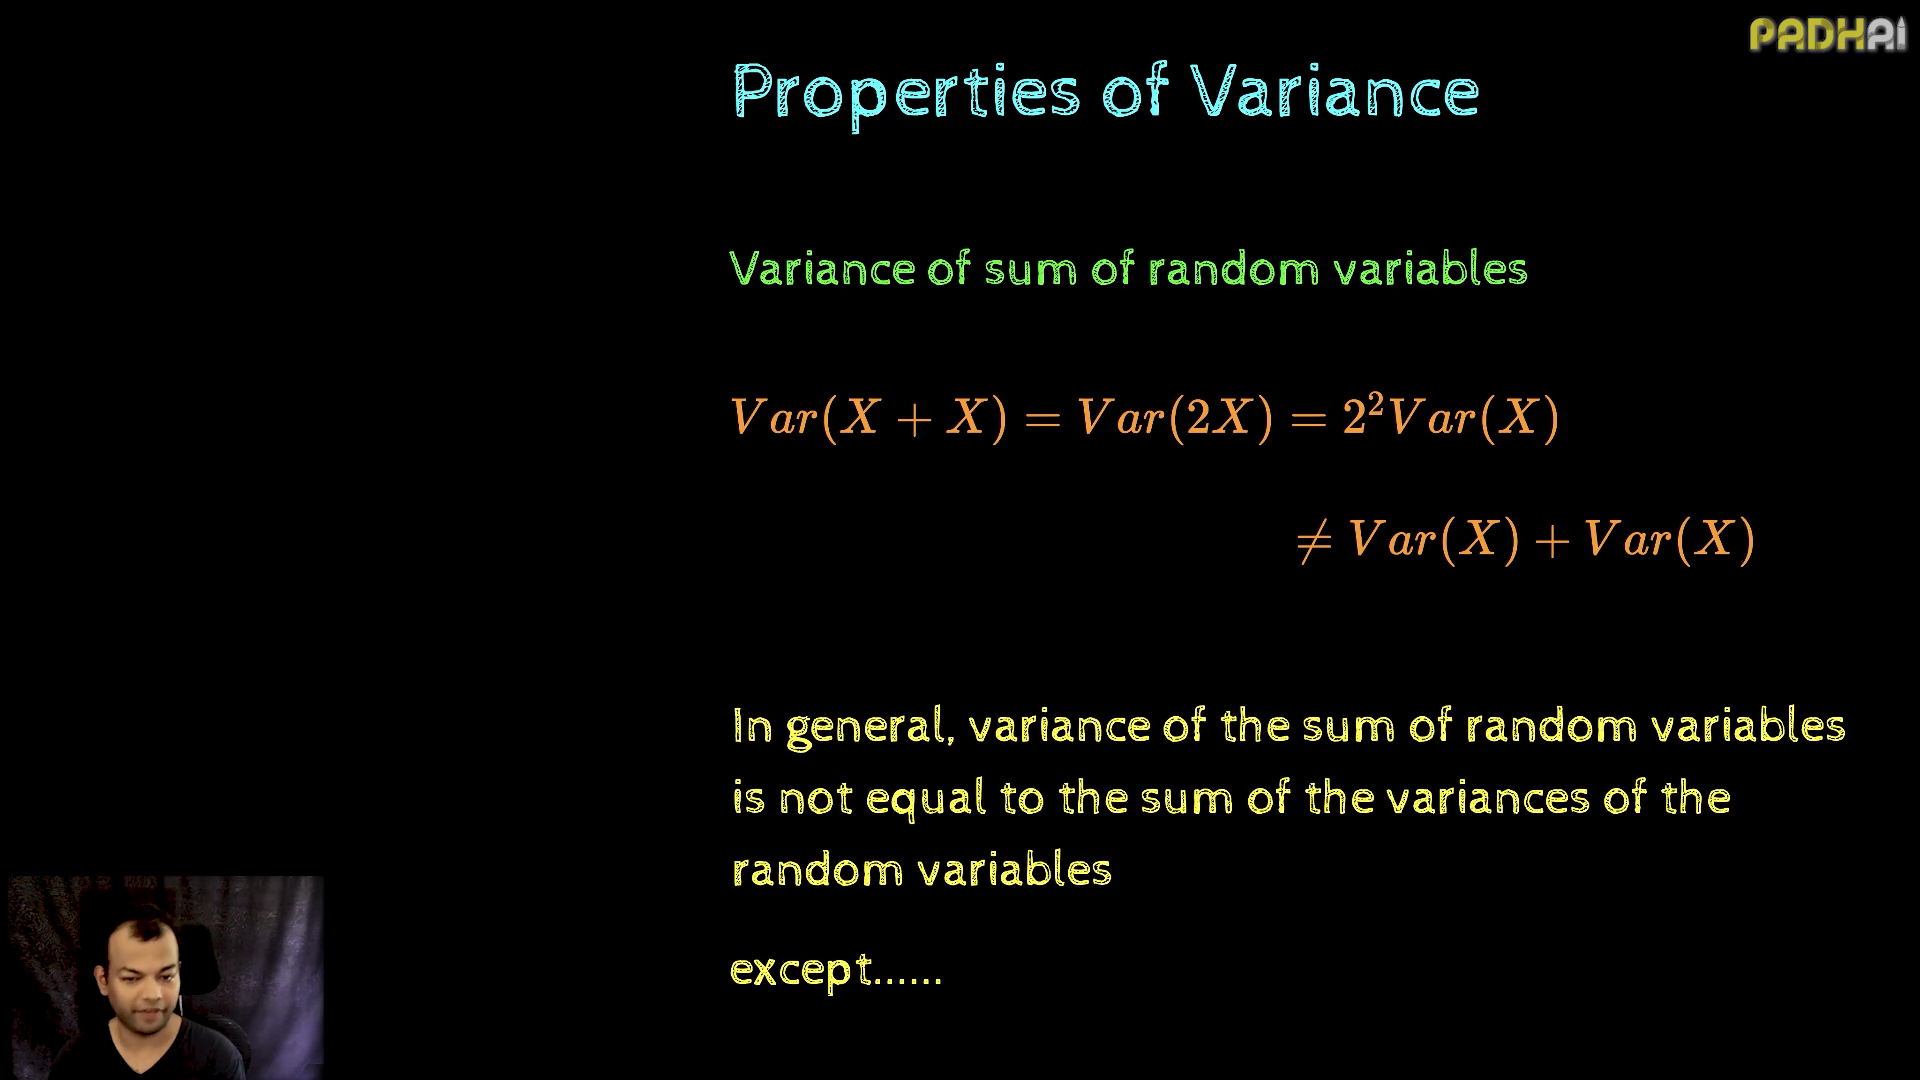 PADHAI
Properties of Variance
Variance of sum of random variables
Var(X + X) = Var(2X) = 2²Var(X)
≠ Var(X) + Var(X)
In general, variance of the sum of random variables
is not equal to the sum of the variances of the
random variables
except......